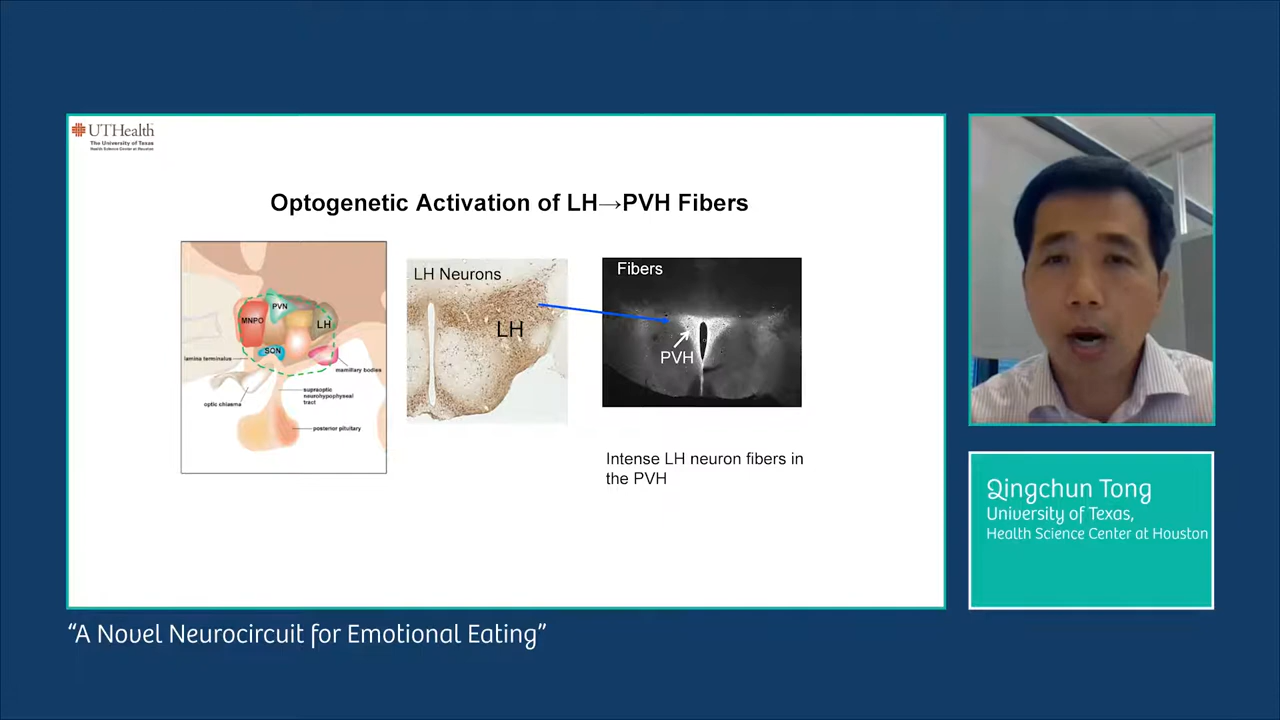 UTHealth
The University of Texas
Health Science Center at Houston
Optogenetic Activation of LH→PVH Fibers
PVN
MNPO
LH
SON
lamina terminalus
mamillary bodies
optic chiasma
supraoptic
neurohypophyseal
tract
posterior pituitary
LH Neurons
LH
Fibers
PVH
Intense LH neuron fibers in
the PVH
Qingchun Tong
University of Texas,
Health Science Center at Houston
“A Novel Neurocircuit for Emotional Eating”